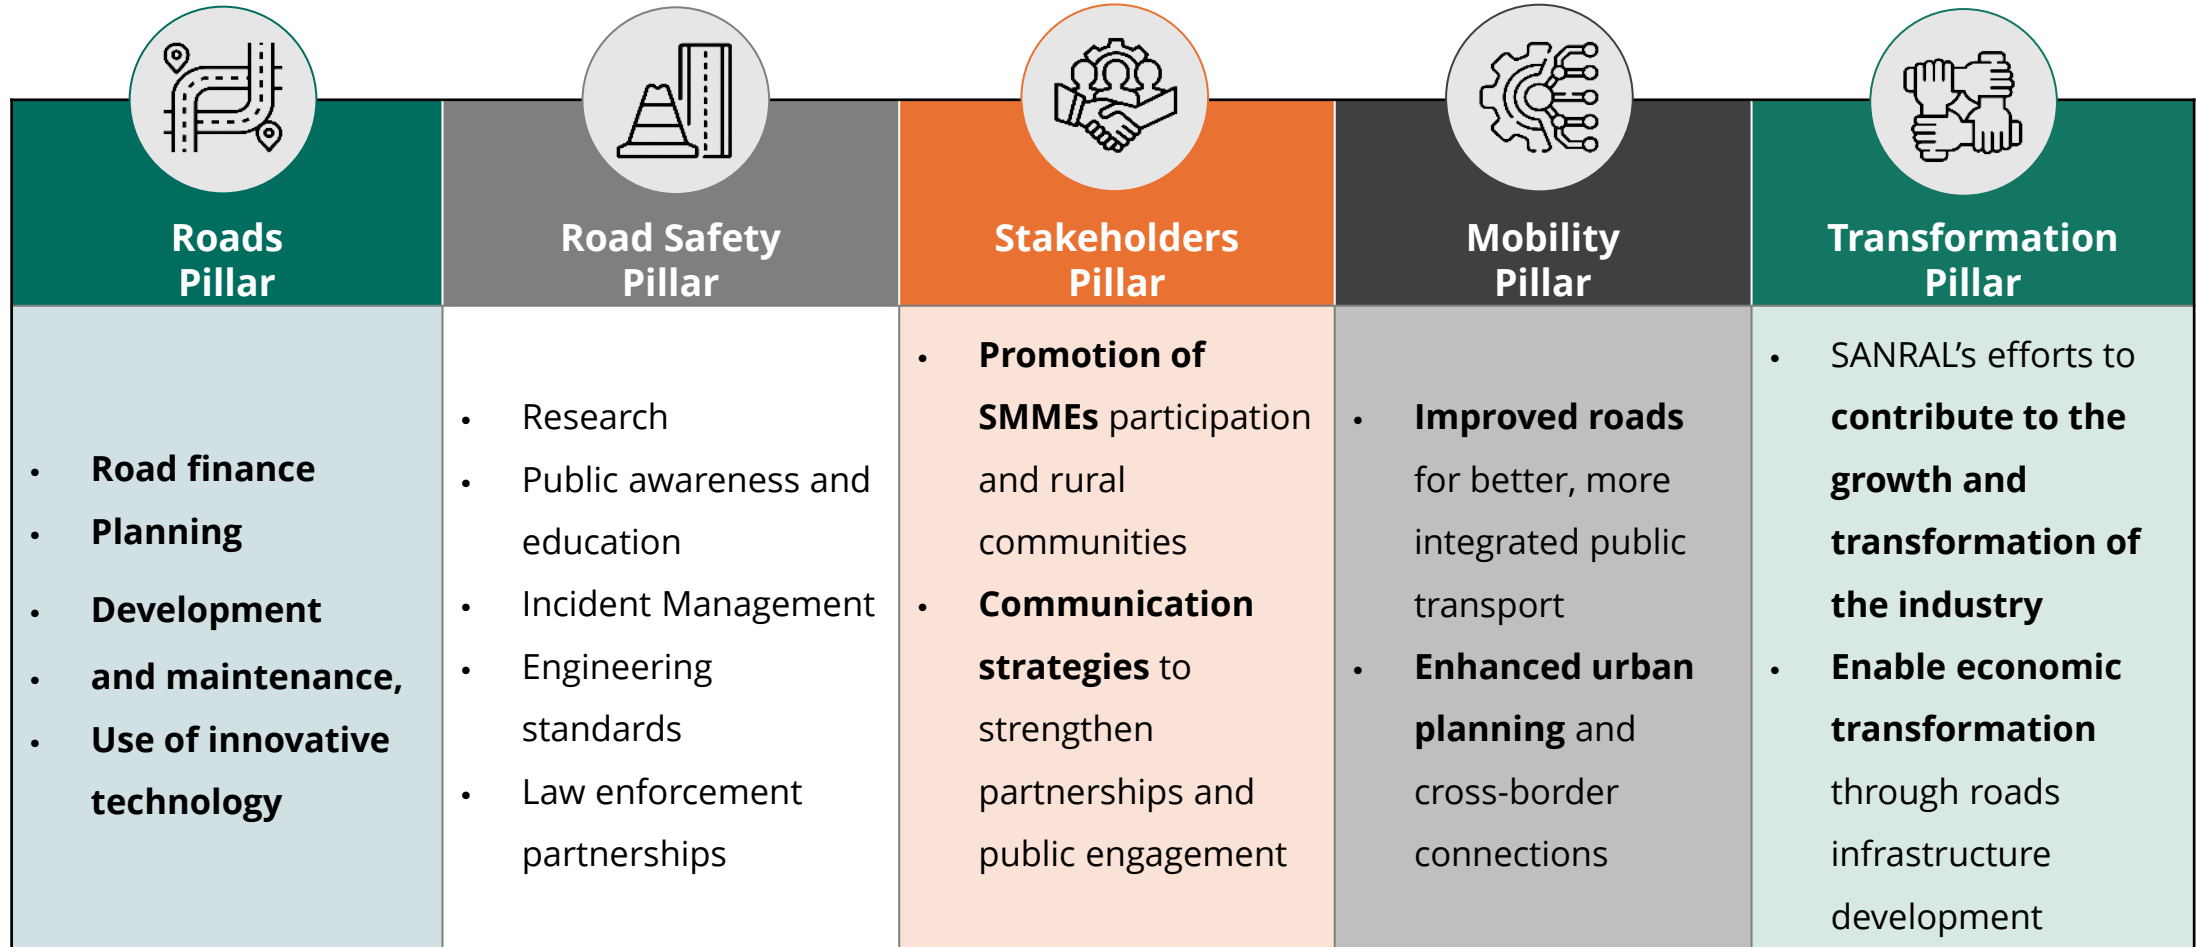 Roads
Pillar
• Road finance
• Planning
• Development
• and maintenance,
• Use of innovative
technology
Road Safety
Pillar
• Research
• Public awareness and
education
• Incident Management
• Engineering
standards
• Law enforcement
partnerships
Stakeholders
Pillar
• Promotion of
SMMEs participation
and rural
communities
• Communication
strategies to
strengthen
partnerships and
public engagement
Mobility
Pillar
• Improved roads
for better, more
integrated public
transport
• Enhanced urban
planning and
cross-border
connections
Transformation
Pillar
• SANRAL’s efforts to
contribute to the
growth and
transformation of
the industry
• Enable economic
transformation
through roads
infrastructure
development